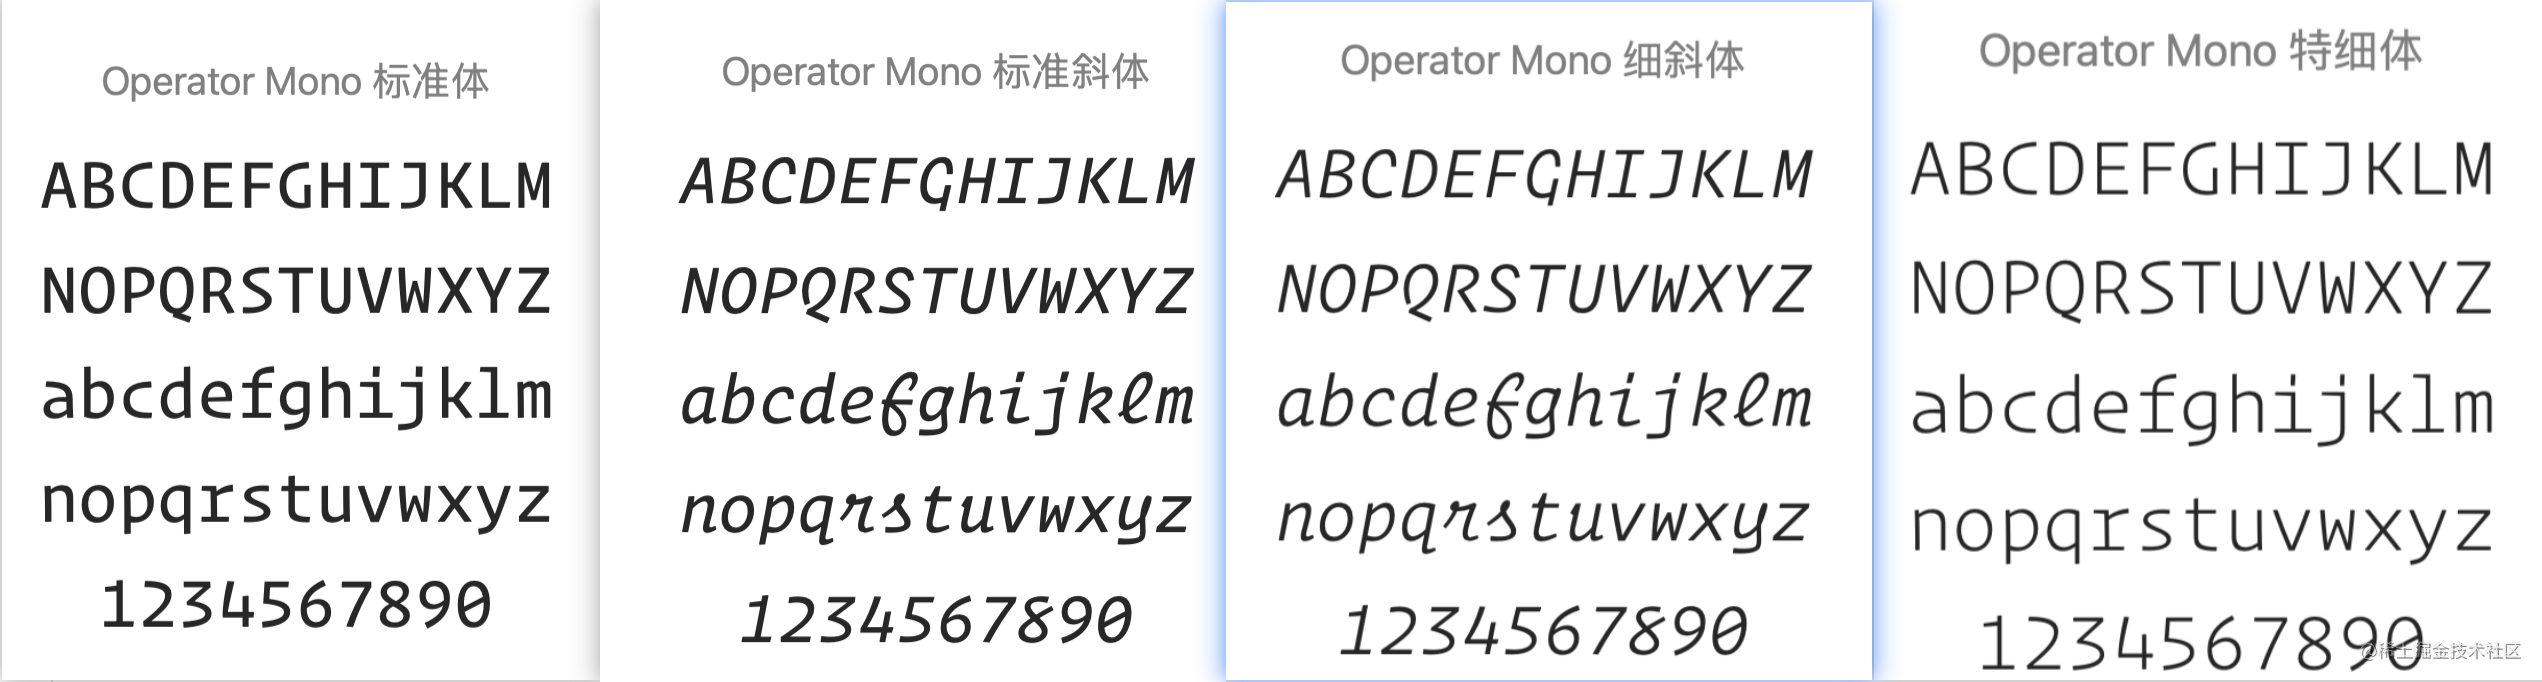 Operator Mono 标准体
ABCDEFGHIJKLM
NOPQRSTUVWXYZ
abcdefghijklm
nopqrstuvwxyz
1234567890
Operator Mono 标准斜体
ABCDEFGHIJKLM
NOPQRSTUVWXYZ
abcdefghijklm
nopqrstuvwxyz
1234567890
Operator Mono 细斜体
ABCDEFGHIJKLM
NOPQRSTUVWXYZ
abcdefghijklm
nopqrstuvwxyz
1234567890
Operator Mono 特细体
ABCDEFGHIJKLM
NOPQRSTUVWXYZ
abcdefghijklm
nopqrstuvwxyz
1234567890
@稀土掘金技术社区